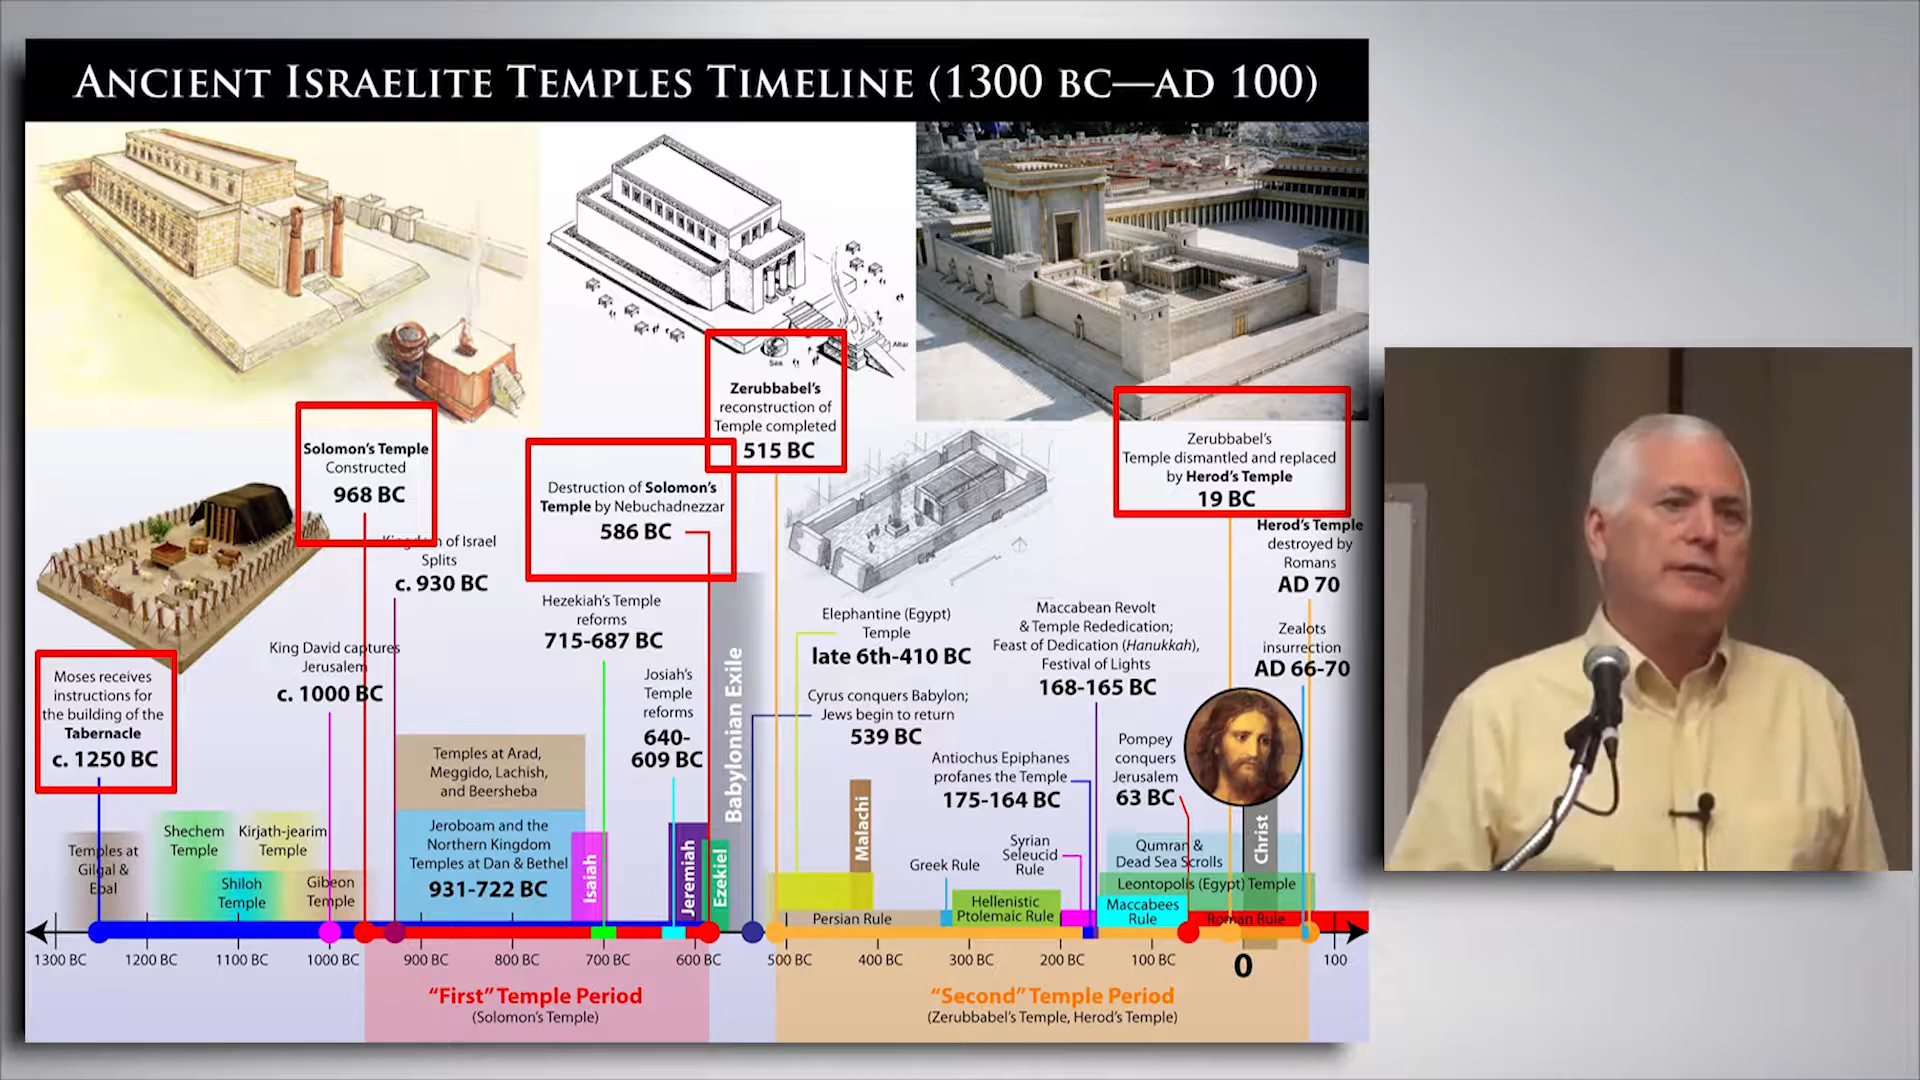 ANCIENT ISRAELITE TEMPLES TIMELINE (1300 BC—AD 100)
Sea
Altar
Zerubbabel's
reconstruction of
Temple completed
515 BC
Solomon's Temple
Constructed
968 BC
Destruction of Solomon's
Temple by Nebuchadnezzar
586 BC
Zerubbabel's
Temple dismantled and replaced
by Herod's Temple
19 BC
Herod's Temple
destroyed by
Romans
AD 70
Kingdom of Israel
Splits
c. 930 BC
Hezekiah's Temple
reforms
715-687 BC
Elephantine (Egypt)
Temple
late 6th-410 BC
Maccabean Revolt
& Temple Rededication;
Feast of Dedication (Hanukkah),
Festival of Lights
168-165 BC
Zealots
insurrection
AD 66-70
Moses receives
instructions for
the building of the
Tabernacle
c. 1250 BC
King David captures
Jerusalem
c. 1000 BC
Josiah's
Temple
reforms
640-
609 BC
Babylonian Exile
Cyrus conquers Babylon;
Jews begin to return
539 BC
Antiochus Epiphanes
profanes the Temple
175-164 BC
Pompey
conquers
Jerusalem
63 BC
Temples at Arad,
Meggido, Lachish,
and Beersheba
Jeroboam and the
Northern Kingdom
Temples at Dan & Bethel
931-722 BC
Temples at
Gilgal &
Ebal
Shechem
Temple
Kirjath-jearim
Temple
Shiloh
Temple
Gibeon
Temple
Isaiah
Jeremiah
Ezekiel
Malachi
Christ
Persian Rule
Greek Rule
Hellenistic
Ptolemaic Rule
Syrian
Seleucid
Rule
Qumran &
Dead Sea Scrolls
Leontopolis (Egypt) Temple
Maccabees
Rule
Roman Rule
1300 BC 1200 BC 1100 BC 1000 BC 900 BC 800 BC 700 BC 600 BC 500 BC 400 BC 300 BC 200 BC 100 BC 0 100
"First" Temple Period
(Solomon's Temple)
"Second" Temple Period
(Zerubbabel's Temple, Herod's Temple)